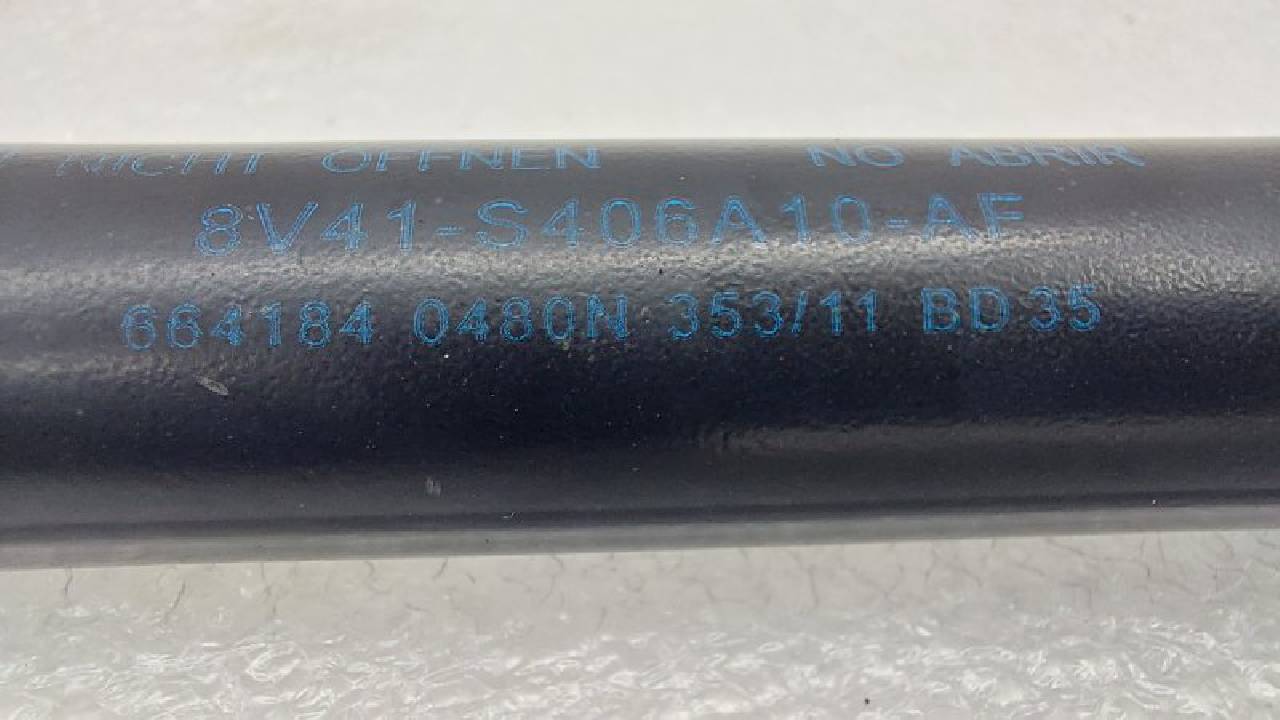 NICHT ÖFFNEN NO ABRIR
8V41-S406A10-AF
664184 0480N 353/11 BD35